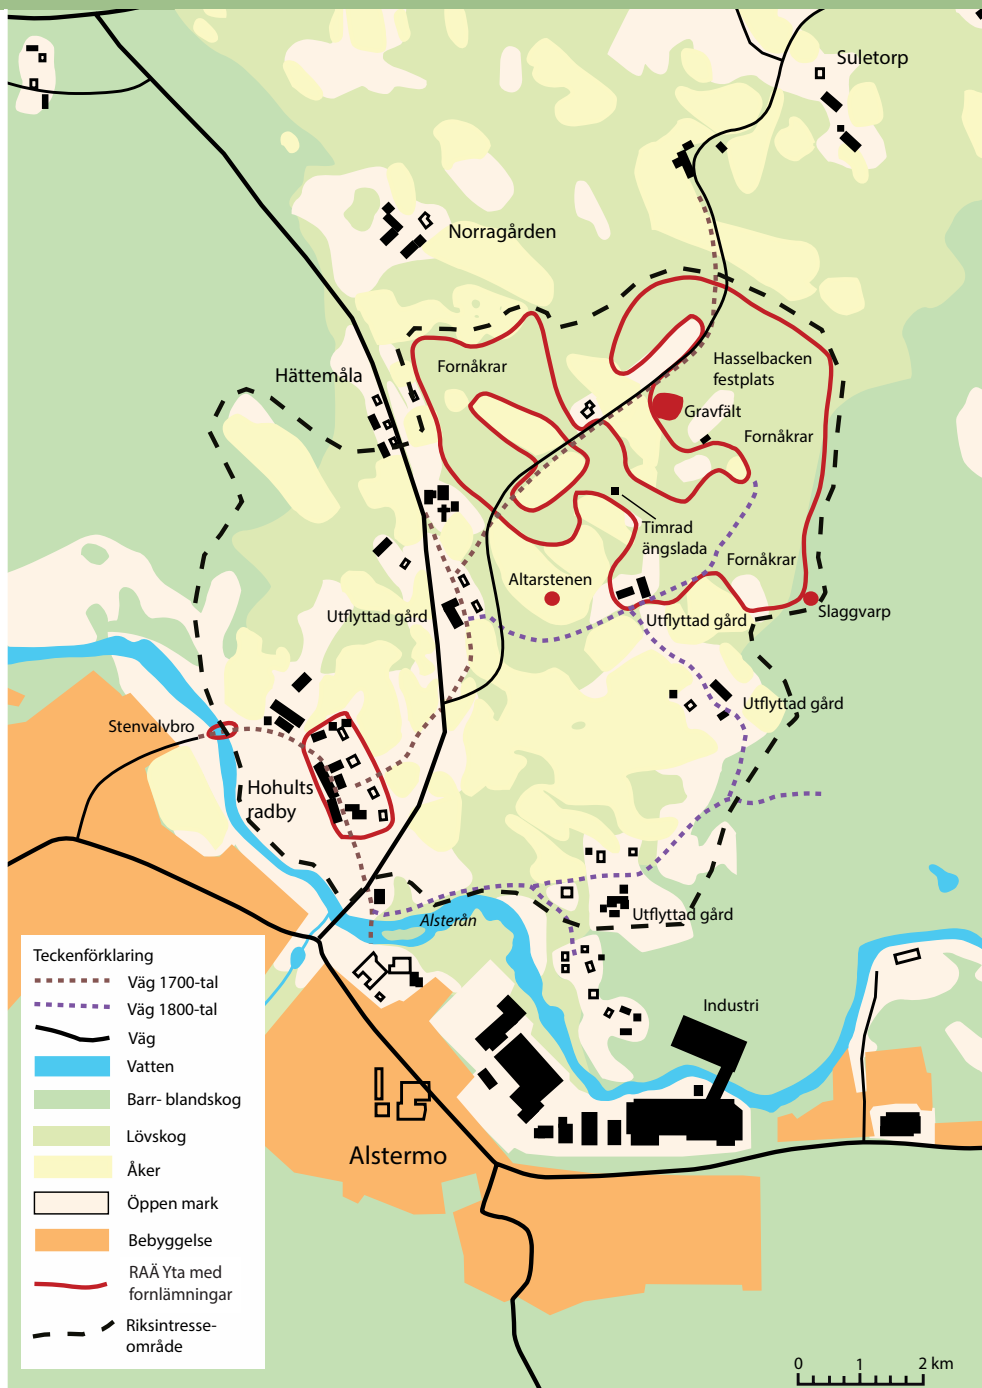 Suletorp
Norragården
Hättemåla
Fornåkrar
Hasselbacken
festplats
Gravfält
Fornåkrar
Timrad
ängslada
Fornåkrar
Altarstenen
Utflyttad gård
Utflyttad gård
Slaggvarp
Utflyttad gård
Stenvalvbro
Hohults
radby
Utflyttad gård
Alsterån
Industri
Alstermo
Teckenförklaring
Väg 1700-tal
Väg 1800-tal
Väg
Vatten
Barr- blandskog
Lövskog
Åker
Öppen mark
Bebyggelse
RAÄ Yta med
fornlämningar
Riksintresse-
område
0 1 2 km